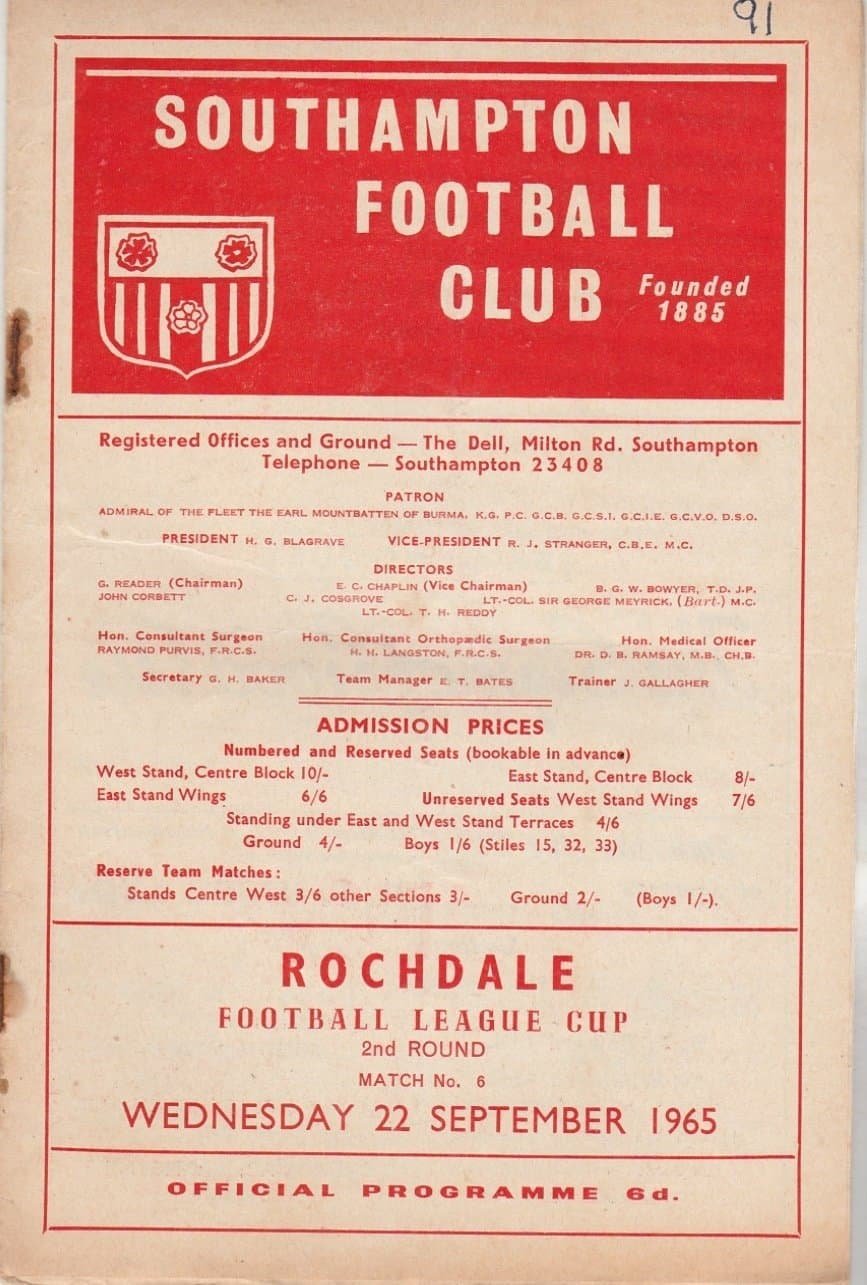 91
SOUTHAMPTON
FOOTBALL
CLUB Founded
1885
Registered Offices and Ground — The Dell, Milton Rd. Southampton
Telephone — Southampton 23408
PATRON
ADMIRAL OF THE FLEET THE EARL MOUNTBATTEN OF BURMA, K.G. P.C. G.C.B. G.C.S.I. G.C.I.E. G.C.V.O. D.S.O.
PRESIDENT H. G. BLAGRAVE VICE-PRESIDENT R. J. STRANGER, C.B.E. M.C.
DIRECTORS
G. READER (Chairman) E. C. CHAPLIN (Vice Chairman) B. G. W. BOWYER, T.D. J.P.
JOHN CORBETT C. J. COSGROVE LT.-COL. SIR GEORGE MEYRICK, (Bart.) M.C.
LT.-COL. T. H. REDDY
Hon. Consultant Surgeon Hon. Consultant Orthopædic Surgeon Hon. Medical Officer
RAYMOND PURVIS, F.R.C.S. H. H. LANGSTON, F.R.C.S. DR. D. B. RAMSAY, M.B. CH.B.
Secretary G. H. BAKER Team Manager E. T. BATES Trainer J. GALLAGHER
ADMISSION PRICES
Numbered and Reserved Seats (bookable in advance)
West Stand, Centre Block 10/- East Stand, Centre Block 8/-
East Stand Wings 6/6 Unreserved Seats West Stand Wings 7/6
Standing under East and West Stand Terraces 4/6
Ground 4/- Boys 1/6 (Stiles 15, 32, 33)
Reserve Team Matches:
Stands Centre West 3/6 other Sections 3/- Ground 2/- (Boys 1/-).
ROCHDALE
FOOTBALL LEAGUE CUP
2nd ROUND
MATCH No. 6
WEDNESDAY 22 SEPTEMBER 1965
OFFICIAL PROGRAMME 6d.